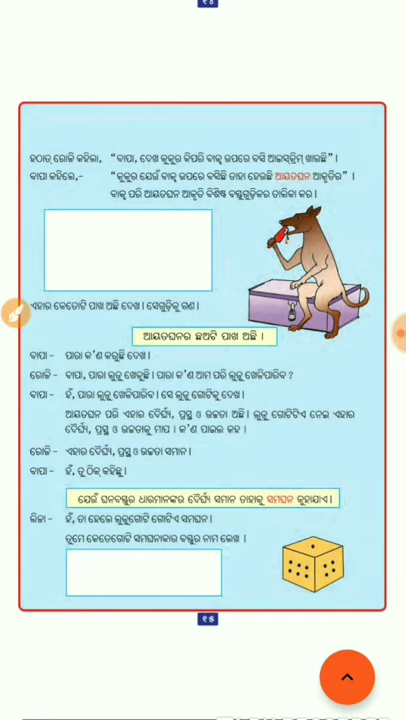 ୧୪
ହଠାତ୍ ରୋଜି କହିଲା, “ବାପା, ଦେଖ କୁକୁର କିପରି ବାକ୍ସ ଉପରେ ବସି ଆଇସ୍‌କ୍ରିମ୍ ଖାଉଛି”।
ବାପା କହିଲେ,- “କୁକୁର ଯେଉଁ ବାକ୍ସ ଉପରେ ବସିଛି ତାହା ହେଉଛି ଆୟତଘନ ଆକୃତିର” ।
ବାକ୍ସ ପରି ଆୟତଘନ ଆକୃତି ବିଶିଷ୍ଟ ବସ୍ତୁଗୁଡ଼ିକର ତାଲିକା କର ।
ଏହାର କେତୋଟି ପାଖ ଅଛି ଦେଖ । ସେଗୁଡ଼ିକୁ ଗଣ ।
ଆୟତଘନର ଛଅଟି ପାଖ ଅଛି ।
ବାପା - ପାରା କ'ଣ କରୁଛି ଦେଖ ।
ରୋଜି - ବାପା, ପାରା ଲୁଡୁ ଖେଳୁଛି । ପାରା କ'ଣ ଆମ ପରି ଲୁଡୁ ଖେଳିପାରିବ ?
ବାପା - ହଁ, ପାରା ଲୁଡୁ ଖେଳିପାରିବ । ସେ ଲୁଡୁ ଗୋଟିକୁ ଦେଖ ।
ଆୟତଘନ ପରି ଏହାର ଦୈର୍ଘ୍ୟ, ପ୍ରସ୍ଥ ଓ ଉଚ୍ଚତା ଅଛି । ଲୁଡୁ ଗୋଟିଟିଏ ନେଇ ଏହାର
ଦୈର୍ଘ୍ୟ, ପ୍ରସ୍ଥ ଓ ଉଚ୍ଚତାକୁ ମାପ । କ'ଣ ପାଇଲ କହ ।
ରୋଜି - ଏହାର ଦୈର୍ଘ୍ୟ, ପ୍ରସ୍ଥ ଓ ଉଚ୍ଚତା ସମାନ ।
ବାପା - ହଁ, ତୁ ଠିକ୍ କହିଛୁ ।
ଯେଉଁ ଘନବସ୍ତୁର ଧାରମାନଙ୍କର ଦୈର୍ଘ୍ୟ ସମାନ ତାହାକୁ ସମଘନ କୁହାଯାଏ ।
ଲିଜା - ହଁ, ତା ହେଲେ ଲୁଡୁଗୋଟି ଗୋଟିଏ ସମଘନ ।
ତୁମେ କେତେଗୋଟି ସମଘନାକାର ବସ୍ତୁର ନାମ ଲେଖ ।
୧୫